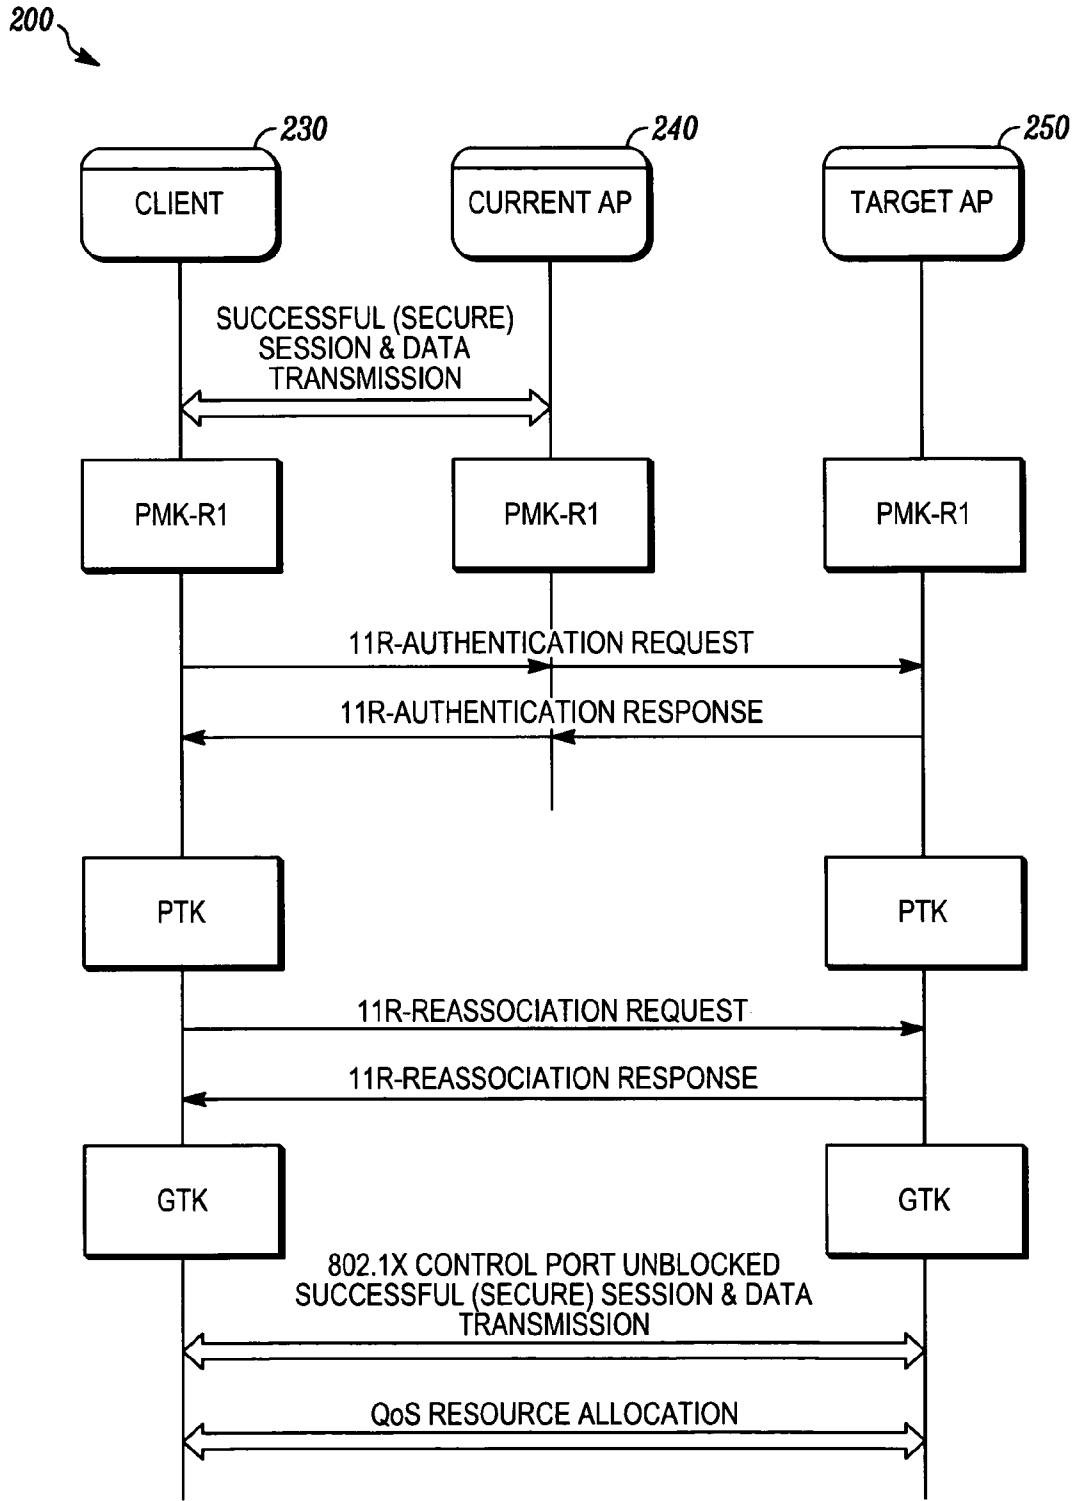 200
230
240
250
CLIENT
CURRENT AP
TARGET AP
SUCCESSFUL (SECURE)
SESSION & DATA
TRANSMISSION
PMK-R1
PMK-R1
PMK-R1
11R-AUTHENTICATION REQUEST
11R-AUTHENTICATION RESPONSE
PTK
PTK
11R-REASSOCIATION REQUEST
11R-REASSOCIATION RESPONSE
GTK
GTK
802.1X CONTROL PORT UNBLOCKED
SUCCESSFUL (SECURE) SESSION & DATA
TRANSMISSION
QoS RESOURCE ALLOCATION